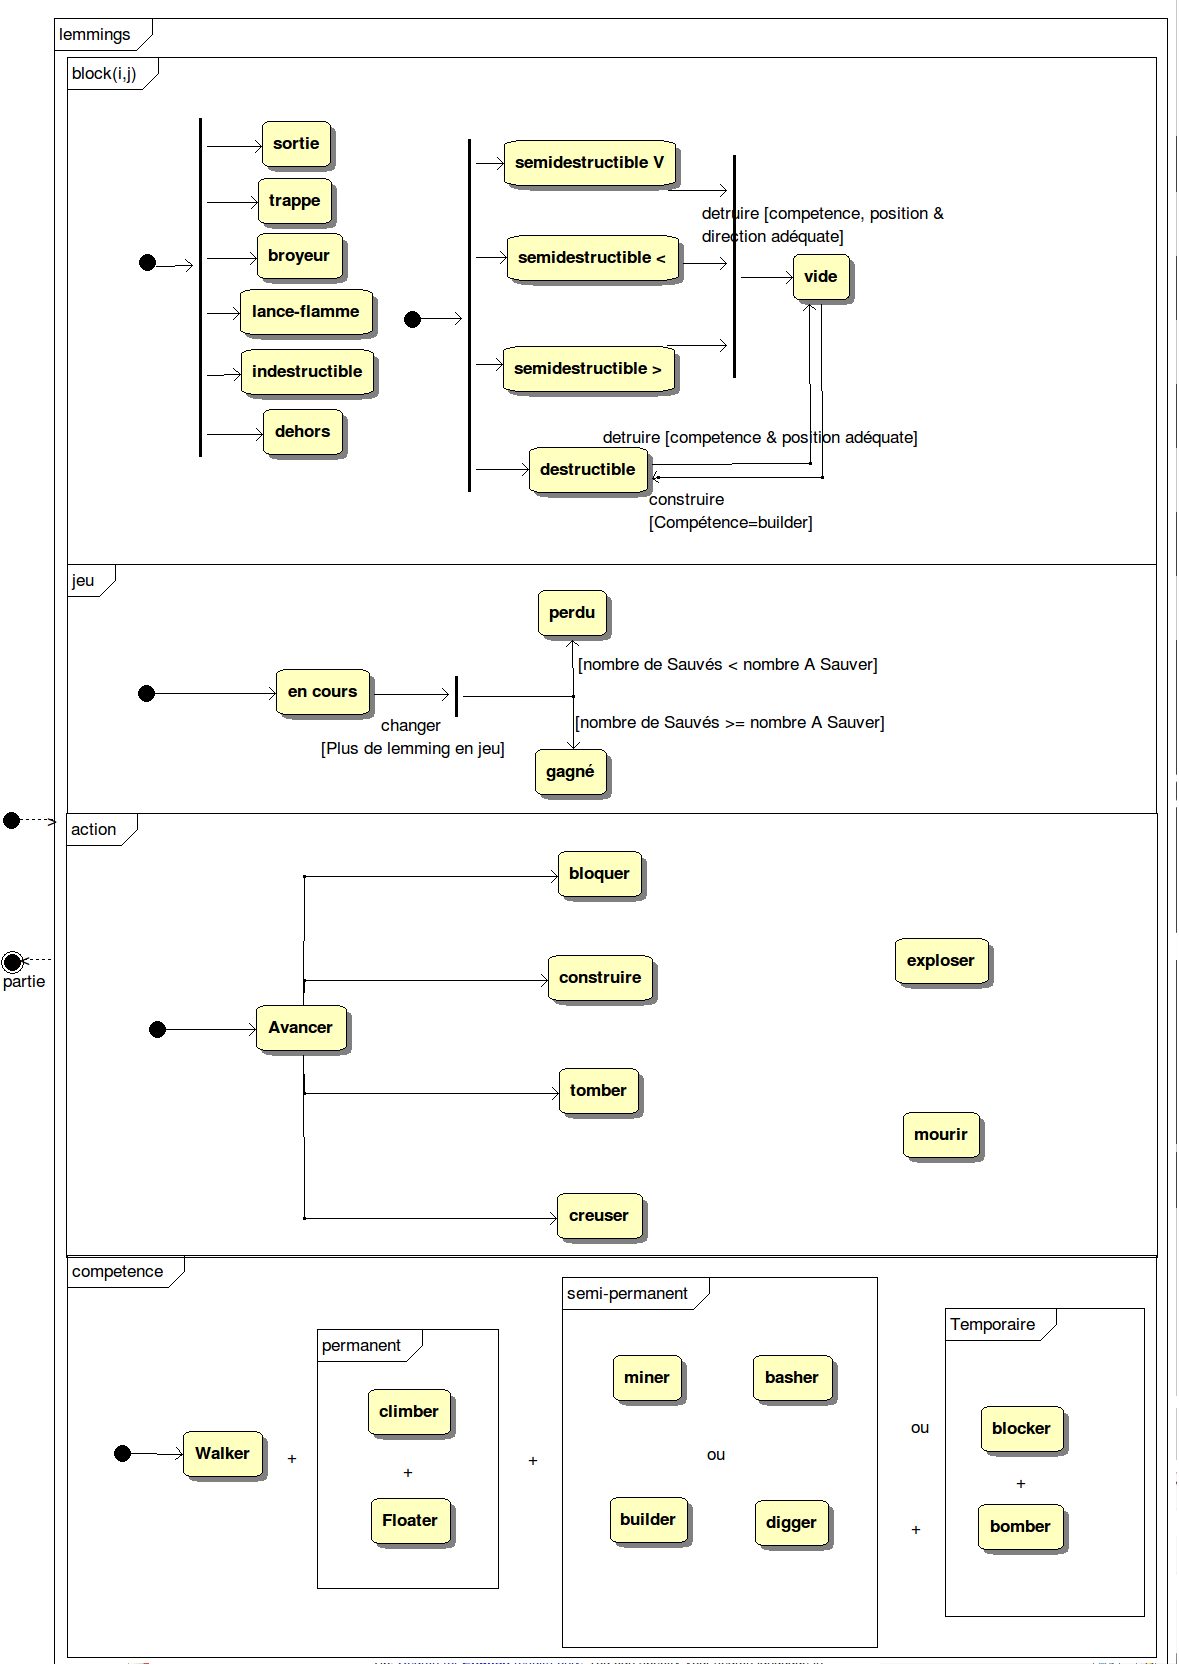 lemmings
block(i,j)
sortie
trappe
broyeur
lance-flamme
indestructible
dehors
semidestructible V
semidestructible <
semidestructible >
destructible
detruire [competence, position &
direction adéquate]
vide
detruire [competence & position adéquate]
construire
[Compétence=builder]
jeu
perdu
[nombre de Sauvés < nombre A Sauver]
en cours
changer
[Plus de lemming en jeu]
[nombre de Sauvés >= nombre A Sauver]
gagné
partie
action
bloquer
construire
exploser
Avancer
tomber
mourir
creuser
competence
Walker
+
permanent
climber
+
Floater
+
semi-permanent
miner
basher
ou
builder
digger
ou
+
Temporaire
blocker
+
bomber